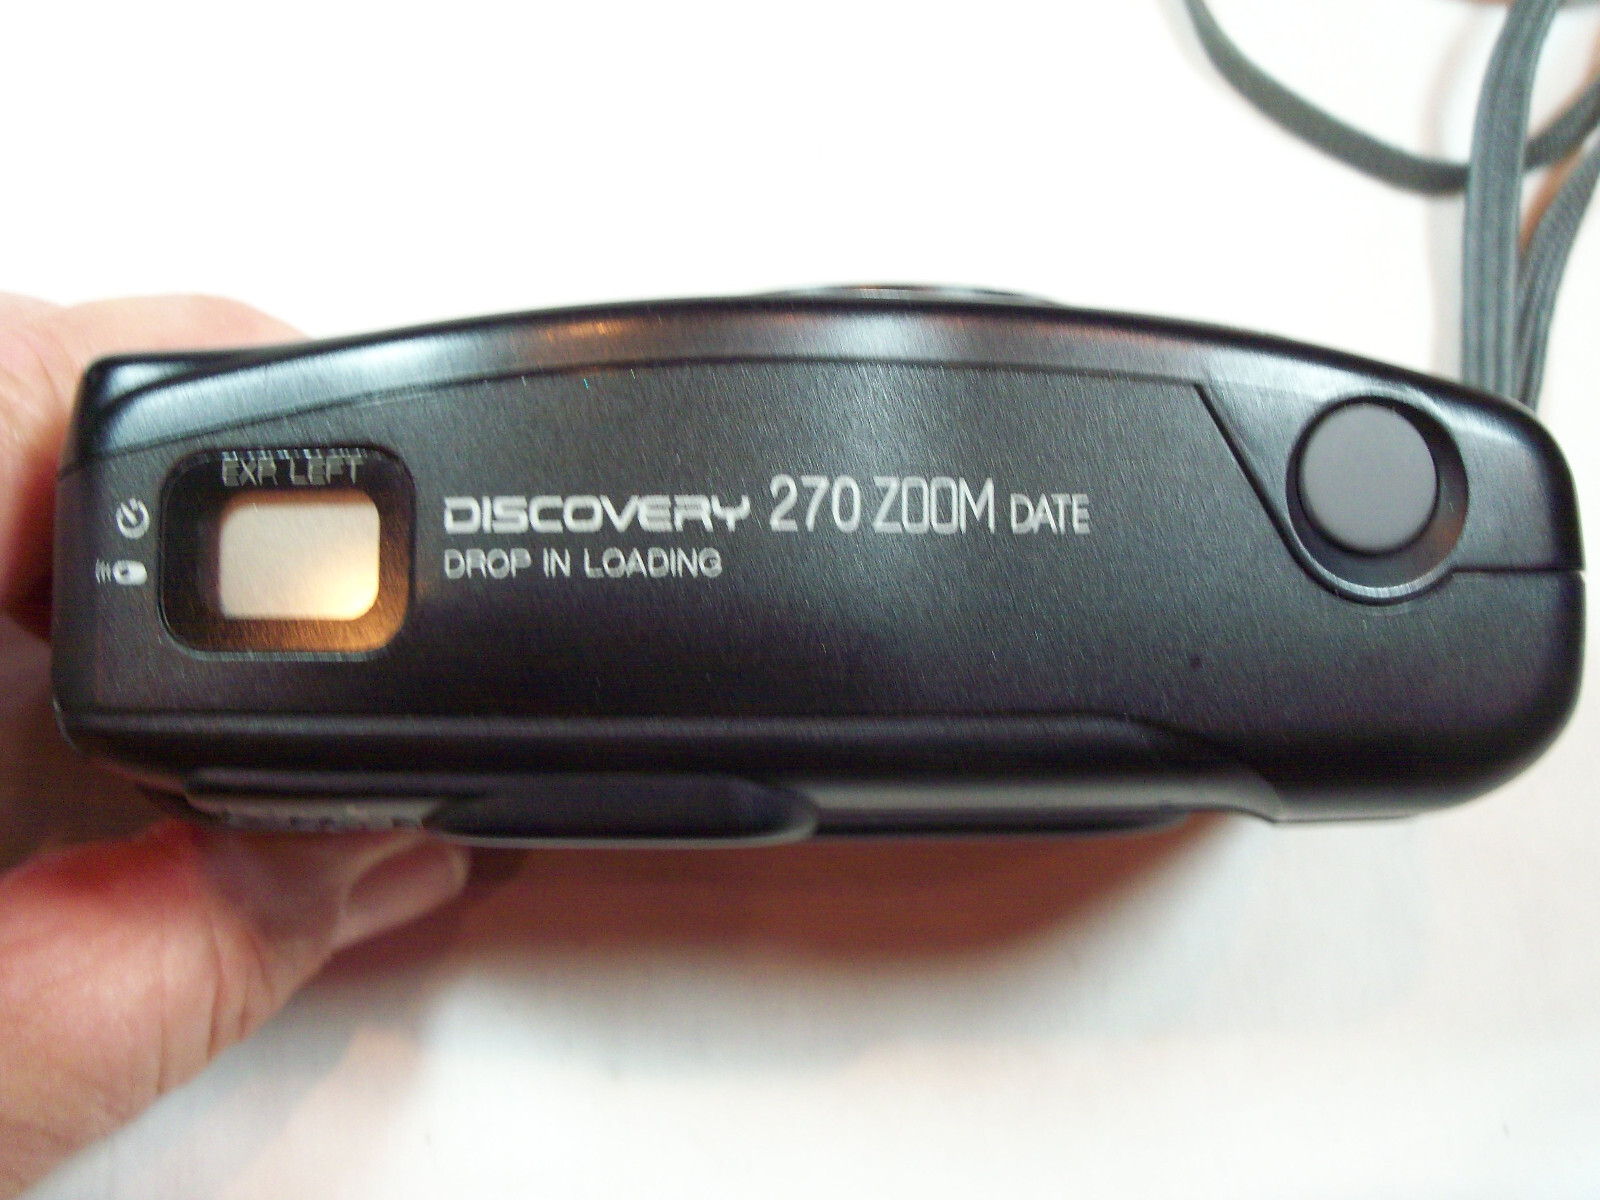 EXP LEFT
DISCOVERY 270 ZOOM DATE
DROP IN LOADING